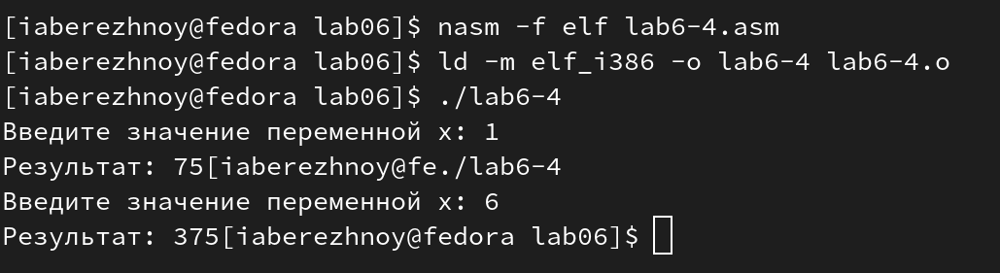 [iaberezhnoy@fedora lab06]$ nasm -f elf lab6-4.asm
[iaberezhnoy@fedora lab06]$ ld -m elf_i386 -o lab6-4 lab6-4.o
[iaberezhnoy@fedora lab06]$ ./lab6-4
Введите значение переменной x: 1
Результат: 75[iaberezhnoy@fe./lab6-4
Введите значение переменной x: 6
Результат: 375[iaberezhnoy@fedora lab06]$